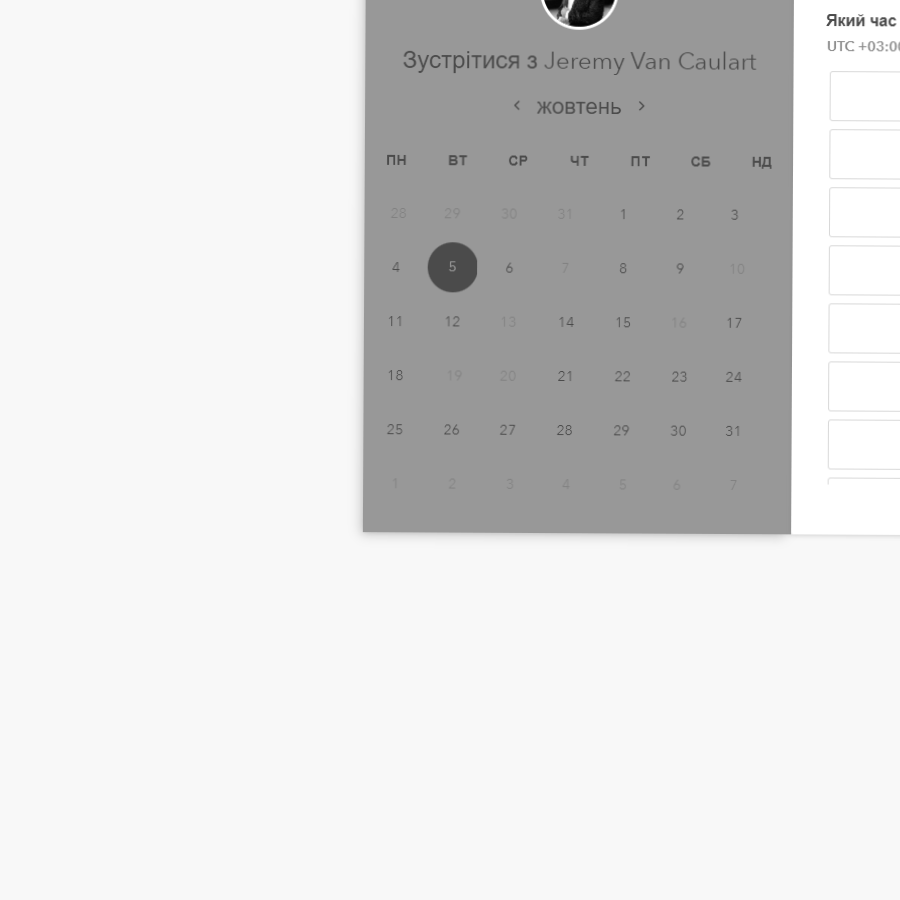 Зустрітися з Jeremy Van Caulart
жовтень
ПН ВТ СР ЧТ ПТ СБ НД
28 29 30 31 1 2 3
4 5 6 7 8 9 10
11 12 13 14 15 16 17
18 19 20 21 22 23 24
25 26 27 28 29 30 31
1 2 3 4 5 6 7
Який час
UTC +03:00